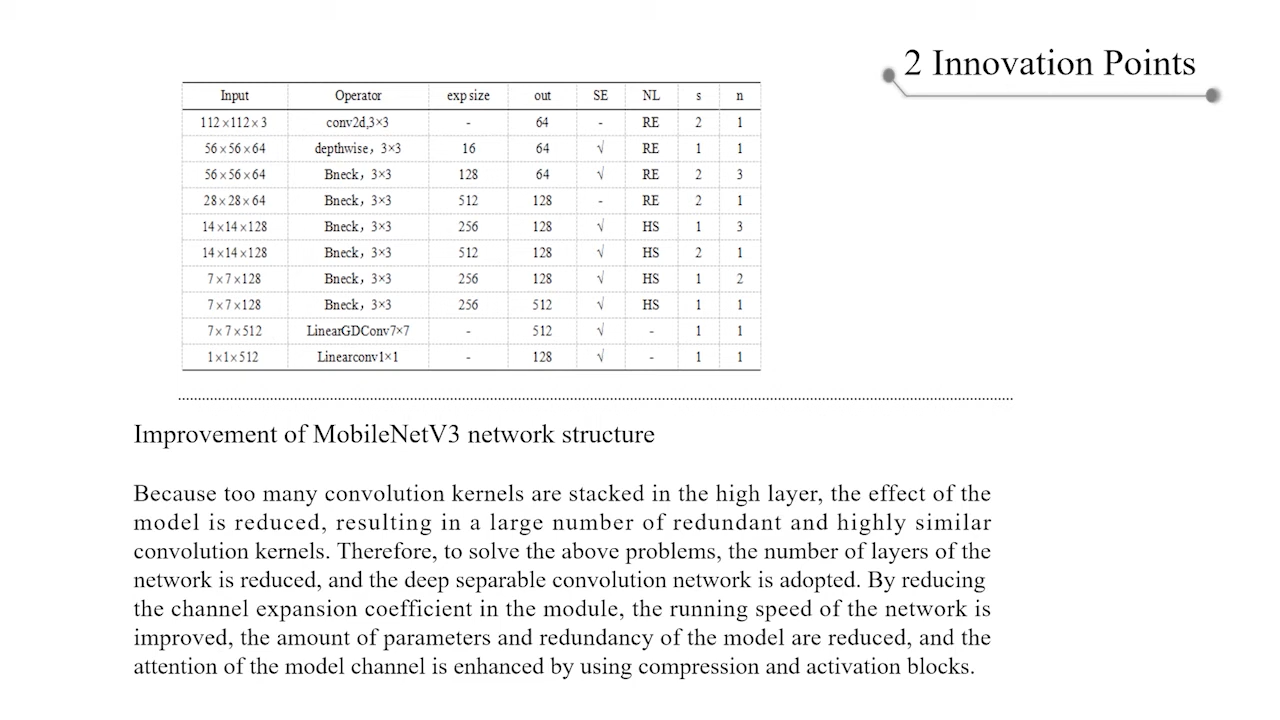 2 Innovation Points
Input Operator exp size out SE NL s n
112×112×3 conv2d,3×3 - 64 - RE 2 1
56×56×64 depthwise，3×3 16 64 √ RE 1 1
56×56×64 Bneck，3×3 128 64 √ RE 2 3
28×28×64 Bneck，3×3 512 128 - RE 2 1
14×14×128 Bneck，3×3 256 128 √ HS 1 3
14×14×128 Bneck，3×3 512 128 √ HS 2 1
7×7×128 Bneck，3×3 256 128 √ HS 1 2
7×7×128 Bneck，3×3 256 512 √ HS 1 1
7×7×512 LinearGDConv7×7 - 512 √ - 1 1
1×1×512 Linearconv1×1 - 128 √ - 1 1
Improvement of MobileNetV3 network structure
Because too many convolution kernels are stacked in the high layer, the effect of the
model is reduced, resulting in a large number of redundant and highly similar
convolution kernels. Therefore, to solve the above problems, the number of layers of the
network is reduced, and the deep separable convolution network is adopted. By reducing
the channel expansion coefficient in the module, the running speed of the network is
improved, the amount of parameters and redundancy of the model are reduced, and the
attention of the model channel is enhanced by using compression and activation blocks.